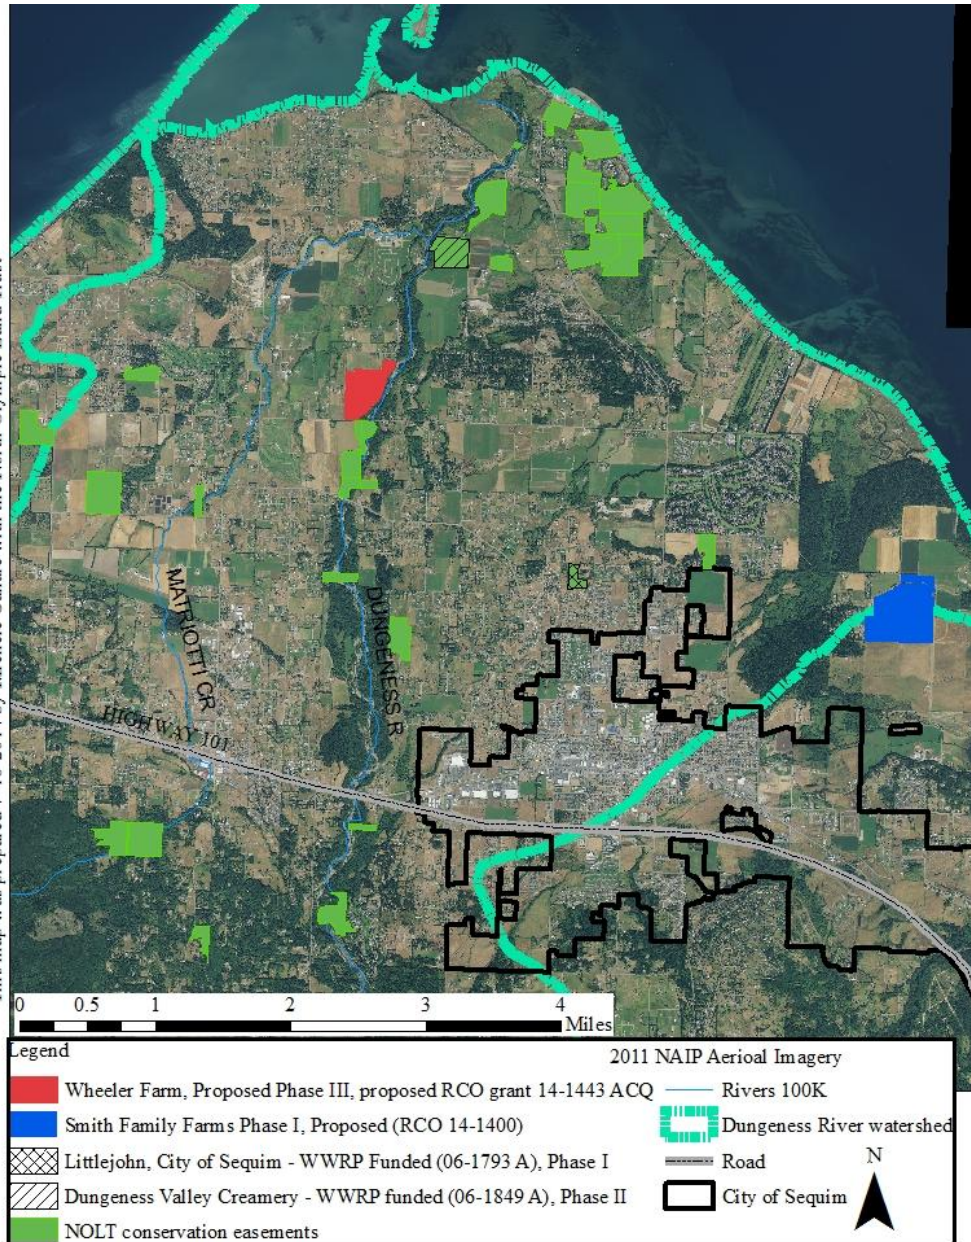 MATRIOTTI CR
DUNGENESS R
HIGHWAY 101
0 0.5 1 2 3 4
Miles
Legend
2011 NAIP Aerioal Imagery
Wheeler Farm, Proposed Phase III, proposed RCO grant 14-1443 ACQ
Smith Family Farms Phase I, Proposed (RCO 14-1400)
Littlejohn, City of Sequim - WWRP Funded (06-1793 A), Phase I
Dungeness Valley Creamery - WWRP funded (06-1849 A), Phase II
NOLT conservation easements
Rivers 100K
Dungeness River watershed
Road
City of Sequim
N